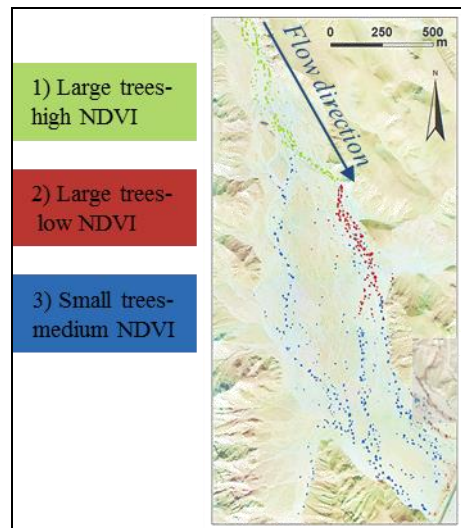 1) Large trees-
high NDVI
2) Large trees-
low NDVI
3) Small trees-
medium NDVI
0 250 500
m
Flow direction
N